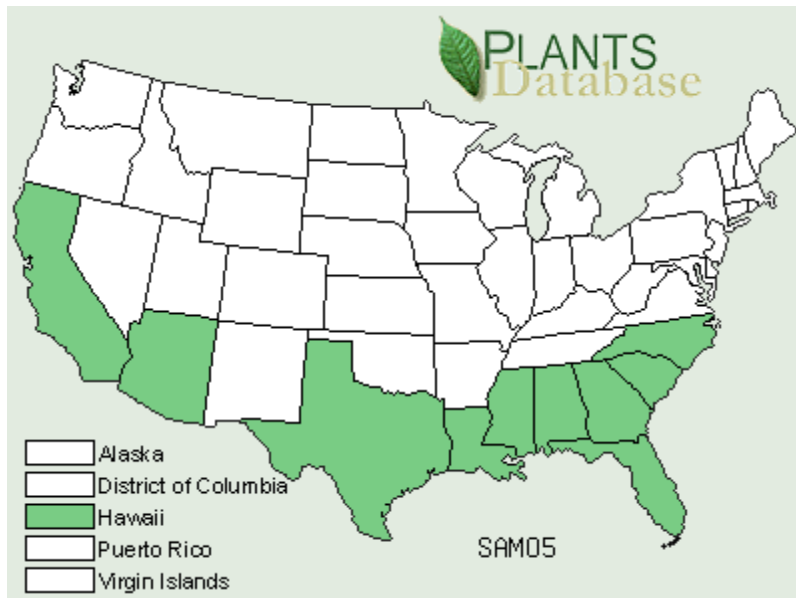 PLANTS
Database
Alaska
District of Columbia
Hawaii
Puerto Rico
Virgin Islands
SAMO5